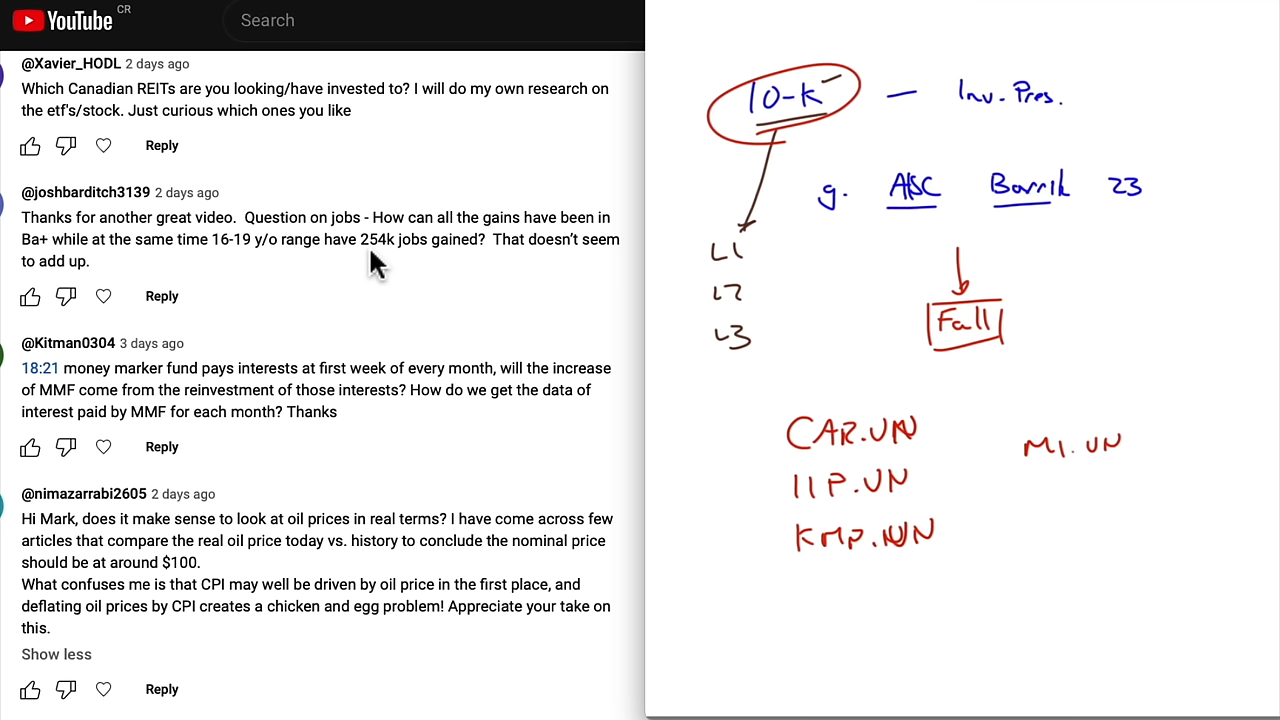 YouTube CR
Search
@Xavier_HODL 2 days ago
Which Canadian REITs are you looking/have invested to? I will do my own research on
the etf's/stock. Just curious which ones you like
Reply
@joshbarditch3139 2 days ago
Thanks for another great video. Question on jobs - How can all the gains have been in
Ba+ while at the same time 16-19 y/o range have 254k jobs gained? That doesn't seem
to add up.
Reply
@Kitman0304 3 days ago
18:21 money marker fund pays interests at first week of every month, will the increase
of MMF come from the reinvestment of those interests? How do we get the data of
interest paid by MMF for each month? Thanks
Reply
@nimazarrabi2605 2 days ago
Hi Mark, does it make sense to look at oil prices in real terms? I have come across few
articles that compare the real oil price today vs. history to conclude the nominal price
should be at around $100.
What confuses me is that CPI may well be driven by oil price in the first place, and
deflating oil prices by CPI creates a chicken and egg problem! Appreciate your take on
this.
Show less
Reply
10-K — Inv. Pres.
g. ABC Barrik 23
L1
L2
L3
Fall
CAR.UN
MI.UN
IIP.UN
KMP.UN